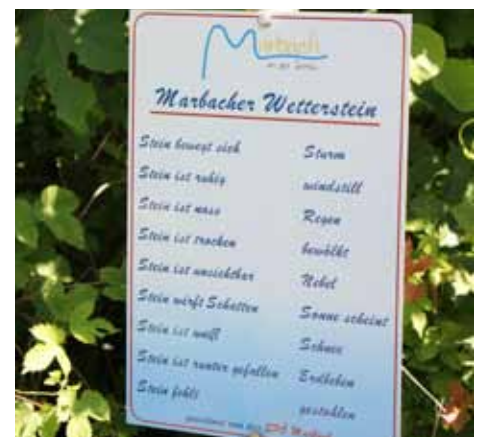 Marbach
Marbacher Wetterstein
Stein bewegt sich Sturm
Stein ist ruhig windstill
Stein ist nass Regen
Stein ist trocken bewölkt
Stein ist unsichtbar Nebel
Stein wirft Schatten Sonne scheint
Stein ist weiß Schnee
Stein ist runter gefallen Erdbeben
Stein fehlt gestohlen